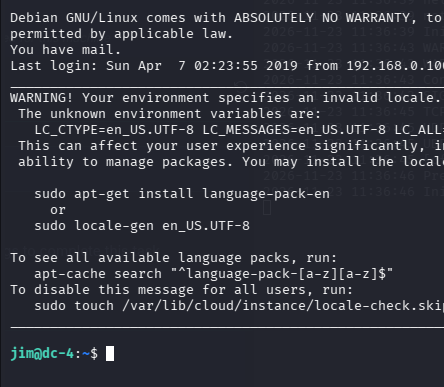 Debian GNU/Linux comes with ABSOLUTELY NO WARRANTY, to
permitted by applicable law.
You have mail.
Last login: Sun Apr  7 02:23:55 2019 from 192.168.0.100
WARNING! Your environment specifies an invalid locale.
 The unknown environment variables are:
   LC_CTYPE=en_US.UTF-8 LC_MESSAGES=en_US.UTF-8 LC_ALL=
 This can affect your user experience significantly, in
 ability to manage packages. You may install the locale
   sudo apt-get install language-pack-en
     or
   sudo locale-gen en_US.UTF-8
To see all available language packs, run:
   apt-cache search "^language-pack-[a-z][a-z]$"
To disable this message for all users, run:
   sudo touch /var/lib/cloud/instance/locale-check.skip
jim@dc-4:~$